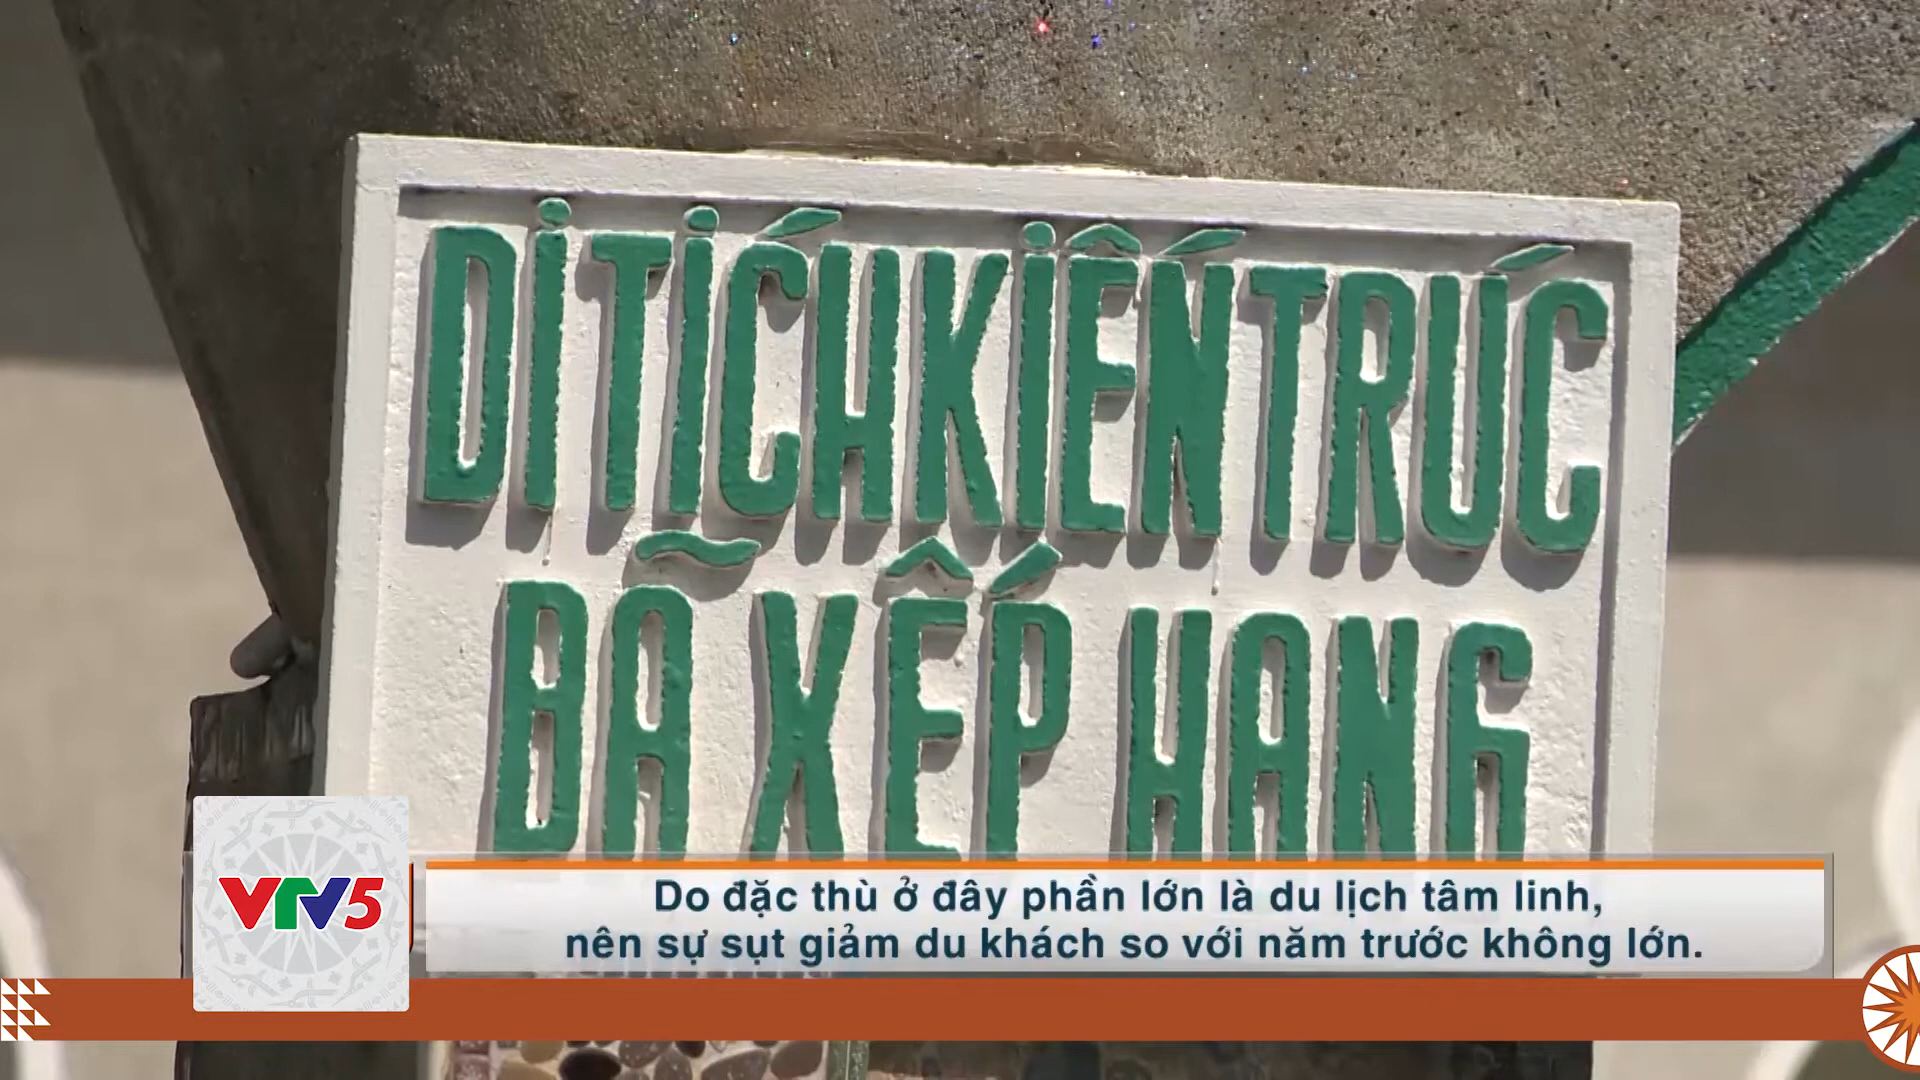 DI TÍCH KIẾN TRÚC
ĐÃ XẾP HẠNG
VTV5
Do đặc thù ở đây phần lớn là du lịch tâm linh,
nên sự sụt giảm du khách so với năm trước không lớn.